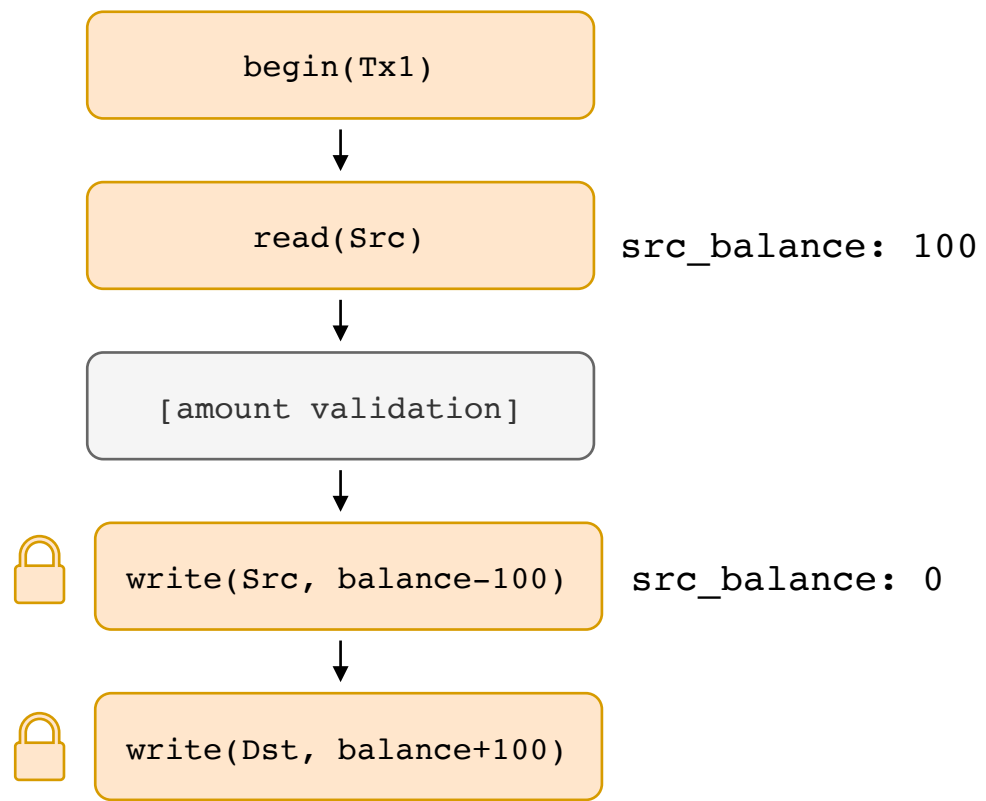 begin(Tx1)
read(Src)
src_balance: 100
[amount validation]
write(Src, balance-100)
src_balance: 0
write(Dst, balance+100)